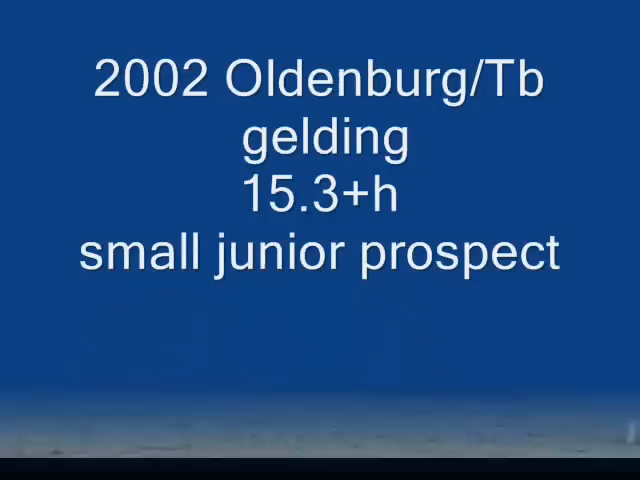 2002 Oldenburg/Tb
gelding
15.3+h
small junior prospect